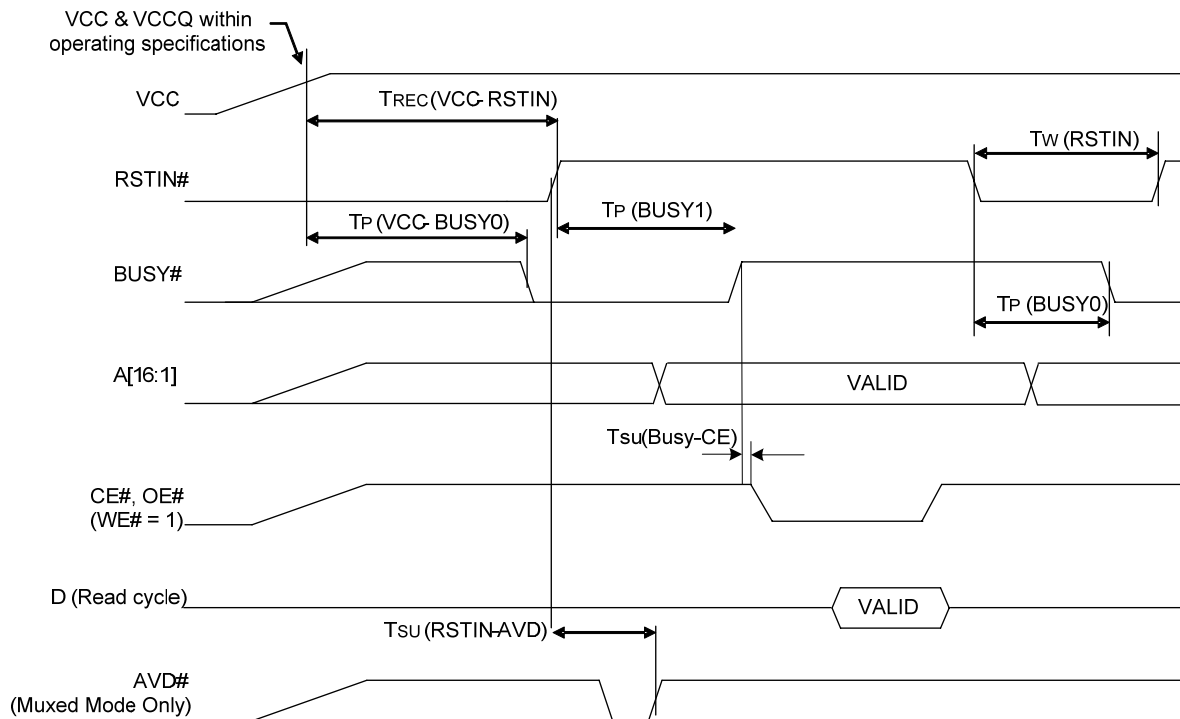 VCC & VCCQ within
operating specifications
VCC
TREC (VCC- RSTIN)
TW (RSTIN)
RSTIN#
TP (VCC- BUSY0)
TP (BUSY1)
BUSY#
TP (BUSY0)
A[16:1]
VALID
Tsu(Busy-CE)
CE#, OE#
(WE# = 1)
D (Read cycle)
VALID
TSU (RSTIN-AVD)
AVD#
(Muxed Mode Only)